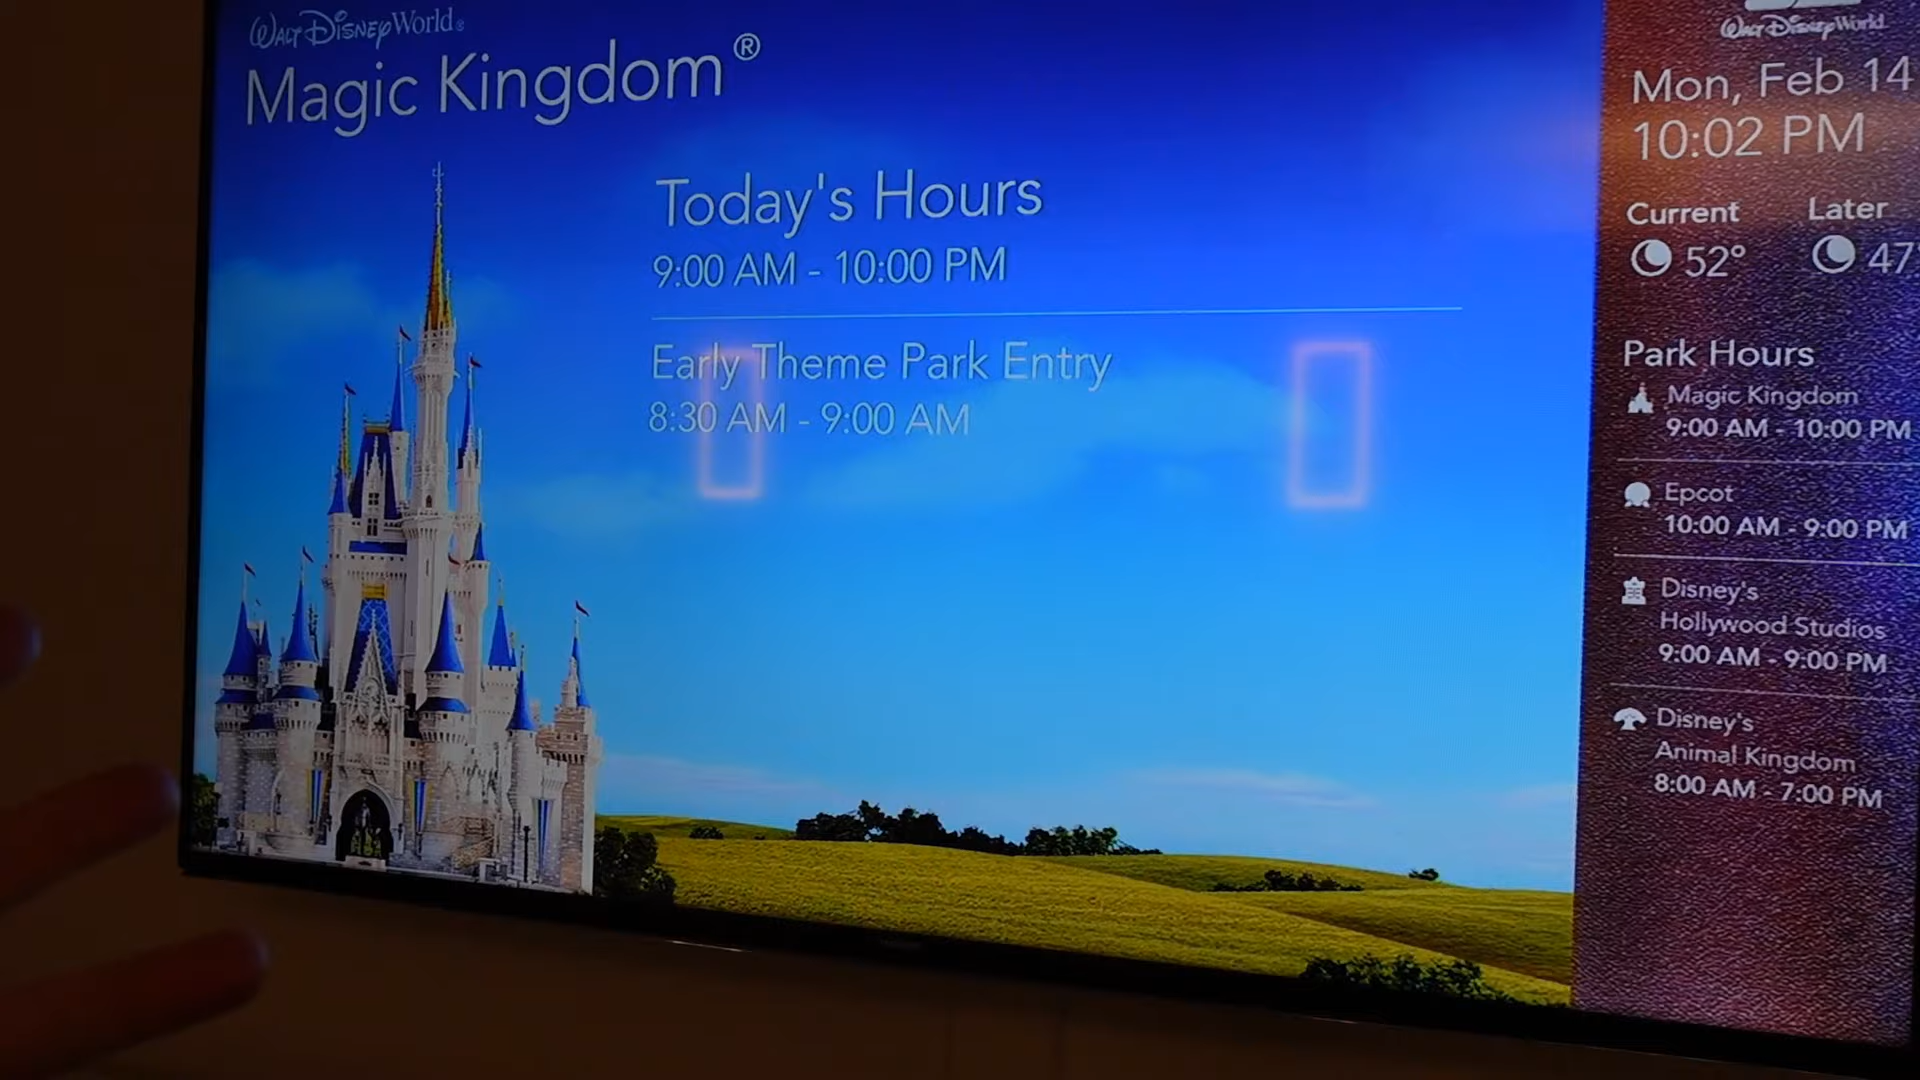 Walt Disney World®
Magic Kingdom®
Today's Hours
9:00 AM - 10:00 PM
Early Theme Park Entry
8:30 AM - 9:00 AM
Walt Disney World
Mon, Feb 14
10:02 PM
Current Later
52° 47°
Park Hours
Magic Kingdom
9:00 AM - 10:00 PM
Epcot
10:00 AM - 9:00 PM
Disney's
Hollywood Studios
9:00 AM - 9:00 PM
Disney's
Animal Kingdom
8:00 AM - 7:00 PM